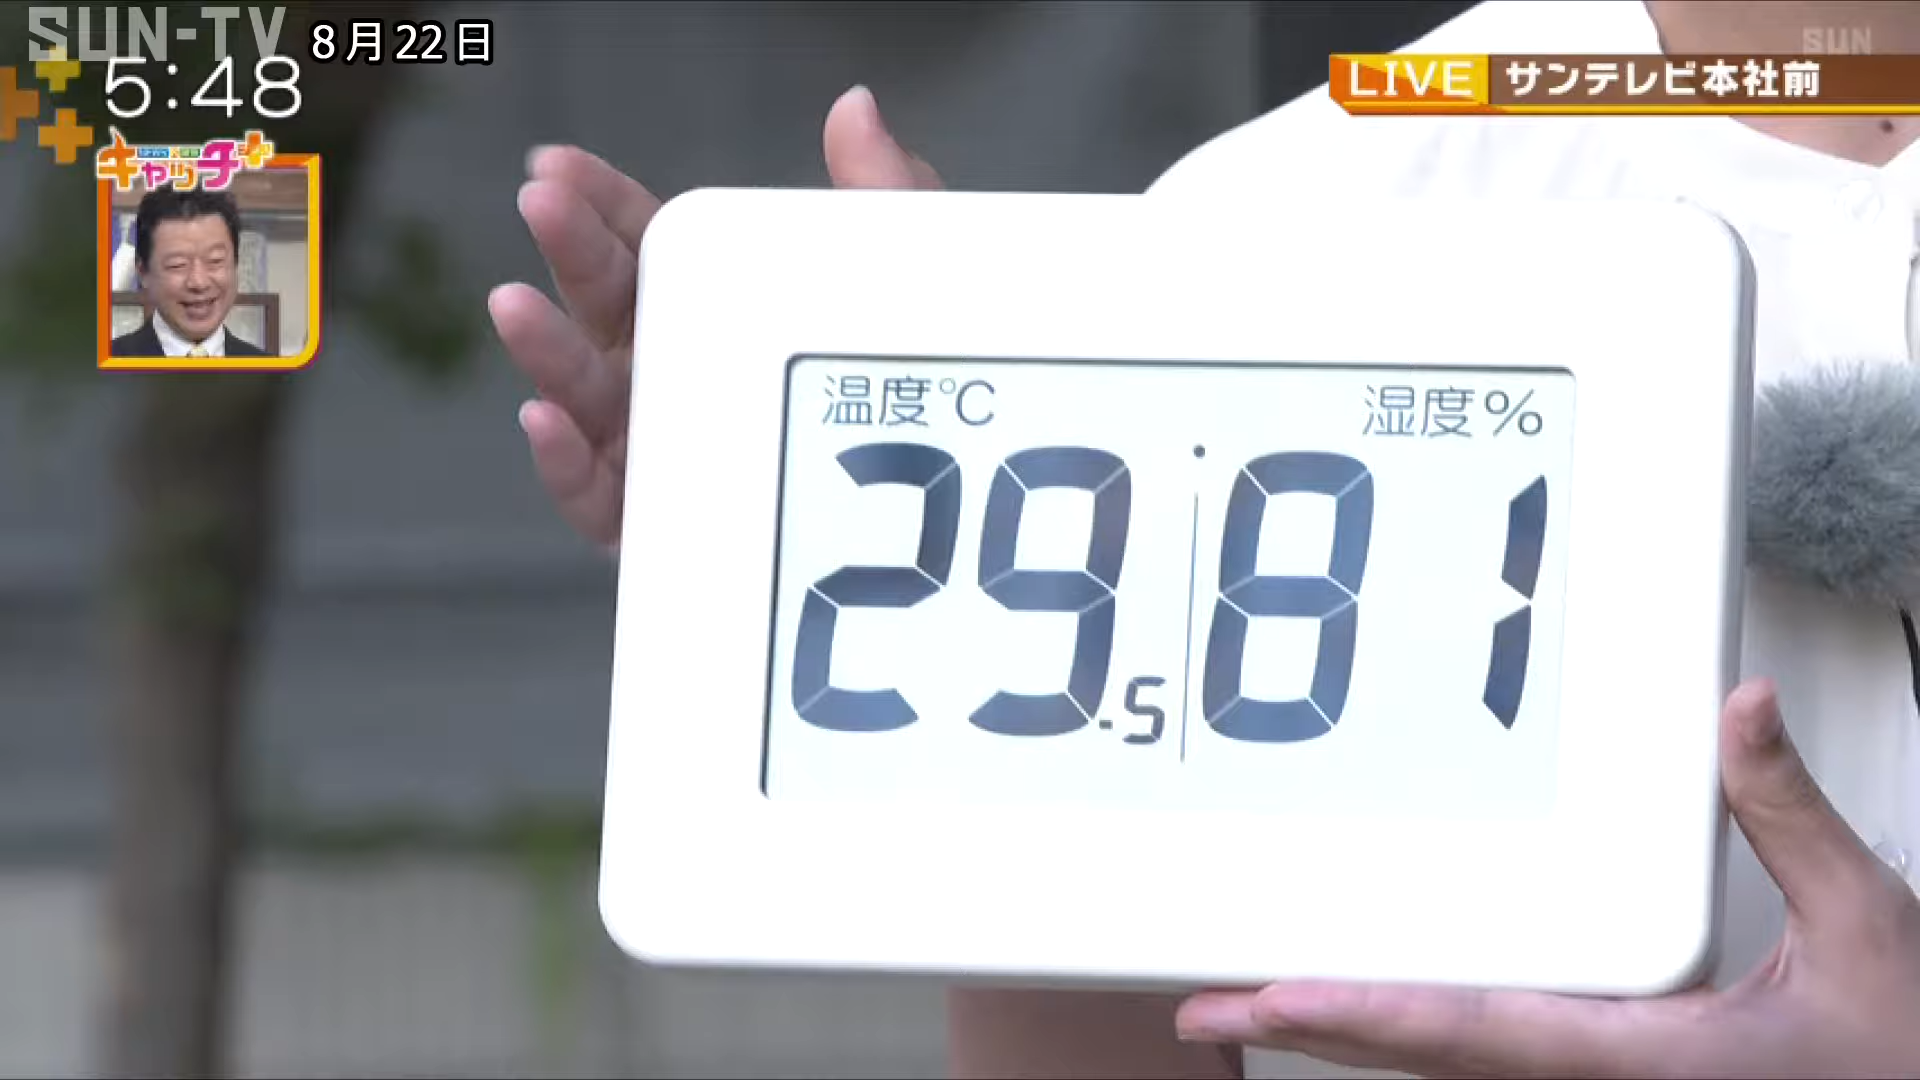 SUN-TV
8月22日
5:48
キャッチ+
LIVE サンテレビ本社前
SUN
温度℃ 湿度%
29.5 81